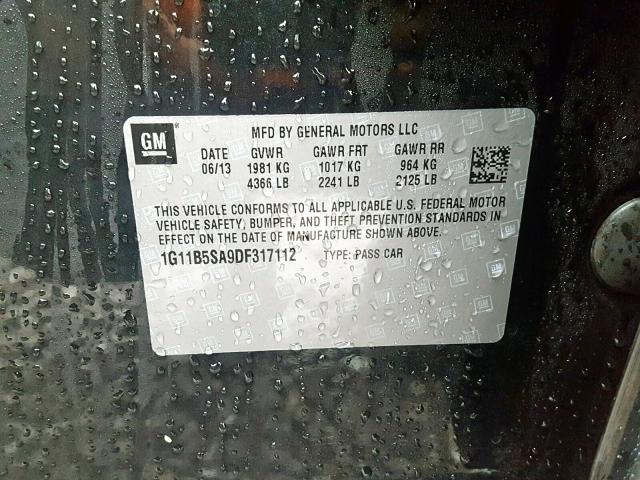 GM
MFD BY GENERAL MOTORS LLC
DATE GVWR GAWR FRT GAWR RR
06/13 1981 KG 1017 KG 964 KG
4366 LB 2241 LB 2125 LB
THIS VEHICLE CONFORMS TO ALL APPLICABLE U.S. FEDERAL MOTOR
VEHICLE SAFETY, BUMPER, AND THEFT PREVENTION STANDARDS IN
EFFECT ON THE DATE OF MANUFACTURE SHOWN ABOVE.
1G11B5SA9DF317112 TYPE: PASS CAR